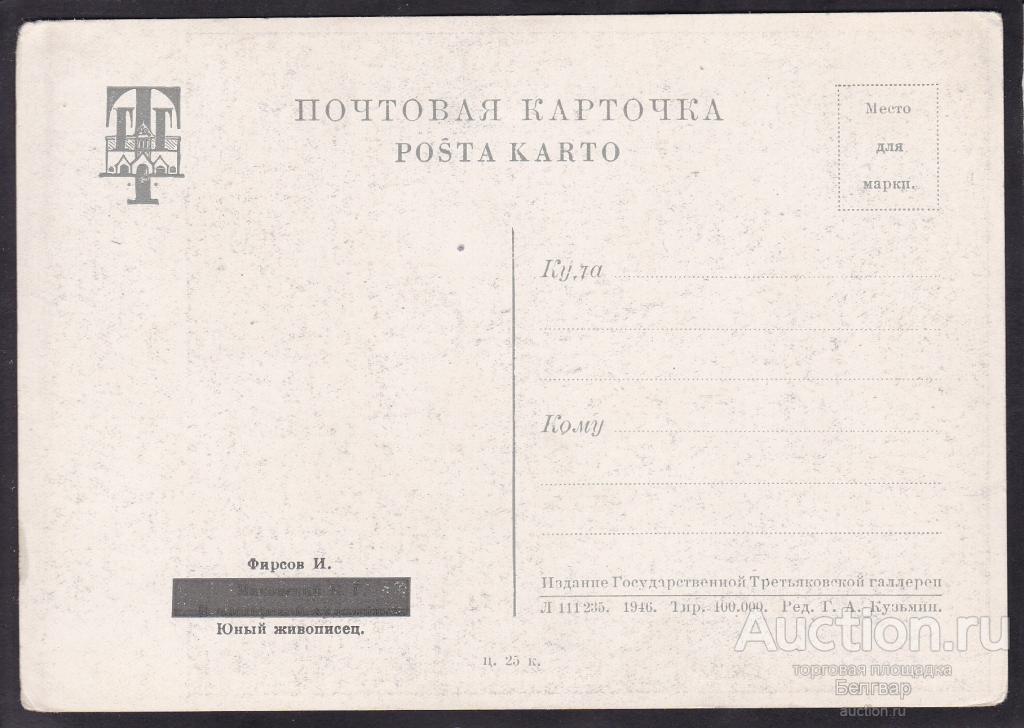 ПОЧТОВАЯ КАРТОЧКА
POŜTA KARTO
Место
для
марки.
Куда
Кому
Фирсов И.
Маковский В. Г.
Юный живописец.
Издание Государственной Третьяковской галлереи
Л 111235. 1946. Тир. 100.000. Ред. Г. А. Кузьмин.
ц. 25 к.
Auction.ru
торговая площадка
Белгвар
auction.ru